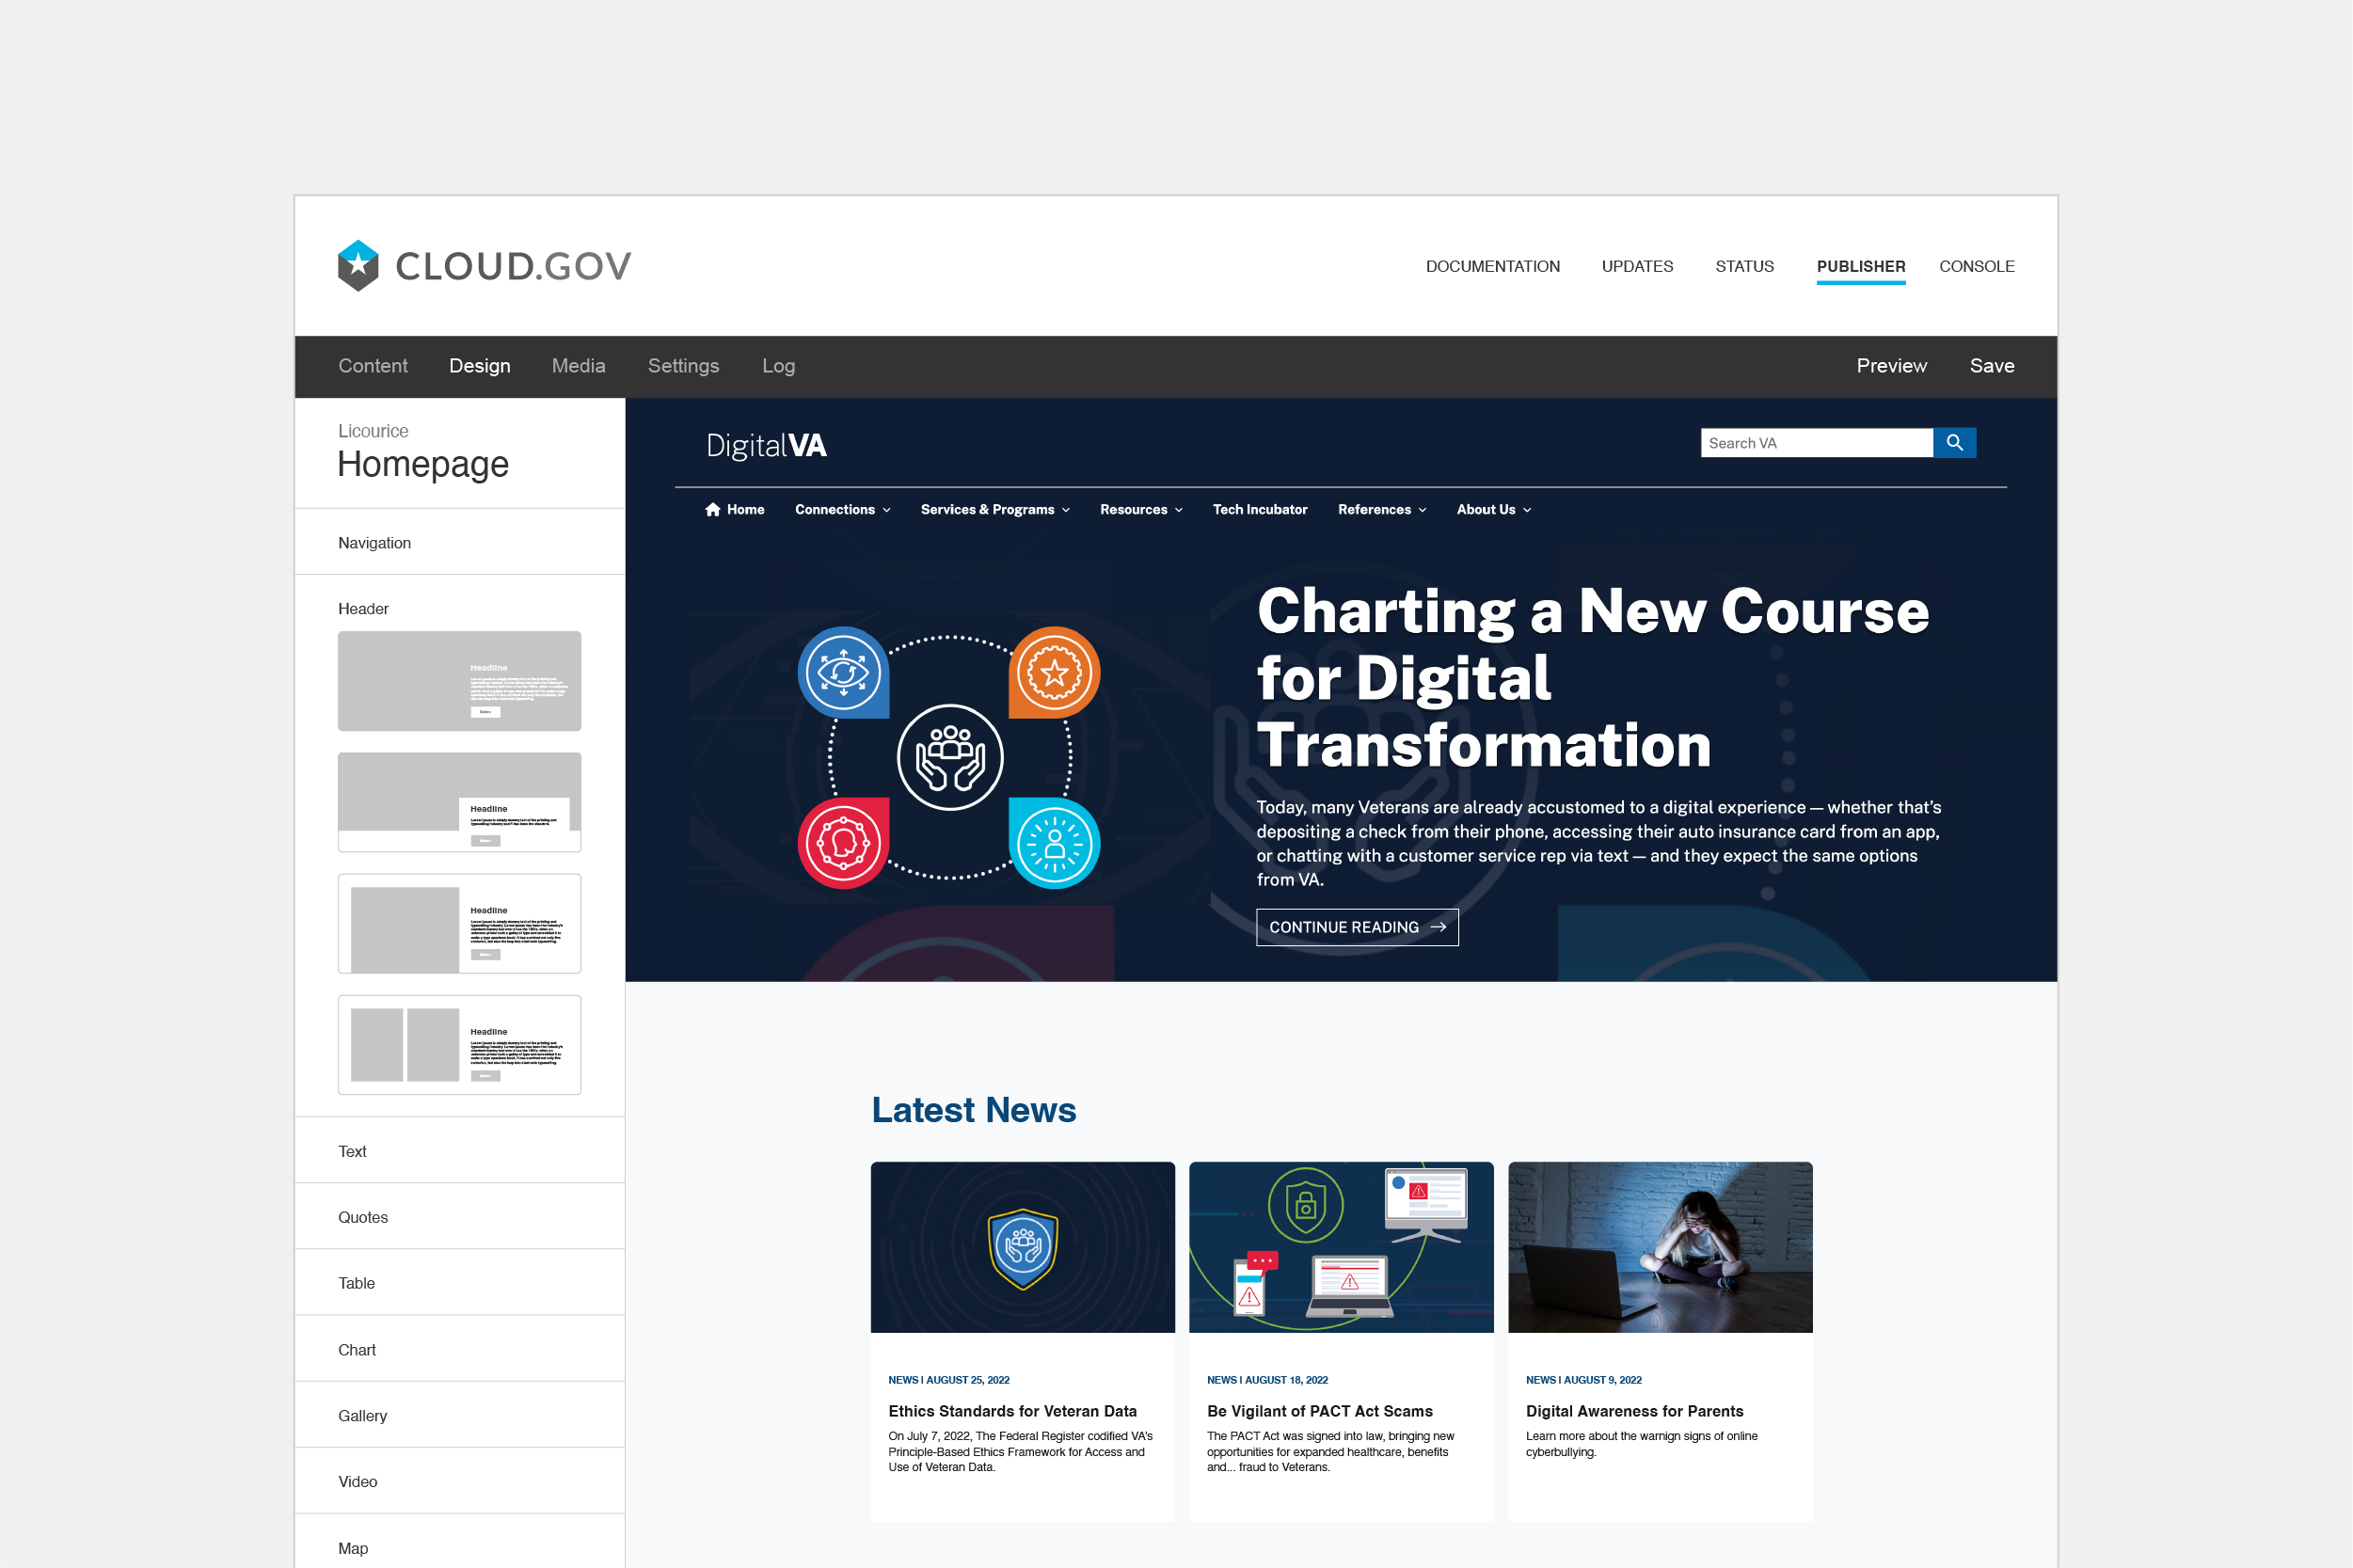 CLOUD.GOV
DOCUMENTATION UPDATES STATUS PUBLISHER CONSOLE
Content Design Media Settings Log Preview Save
Licourice
Homepage
Navigation
Header
Headline
Headline
Headline
Headline
Text
Quotes
Table
Chart
Gallery
Video
Map
DigitalVA
Search VA
Home Connections Services & Programs Resources Tech Incubator References About Us
Charting a New Course
for Digital
Transformation
Today, many Veterans are already accustomed to a digital experience — whether that's
depositing a check from their phone, accessing their auto insurance card from an app,
or chatting with a customer service rep via text — and they expect the same options
from VA.
CONTINUE READING
Latest News
NEWS | AUGUST 25, 2022
Ethics Standards for Veteran Data
On July 7, 2022, The Federal Register codified VA's
Principle-Based Ethics Framework for Access and
Use of Veteran Data.
NEWS | AUGUST 18, 2022
Be Vigilant of PACT Act Scams
The PACT Act was signed into law, bringing new
opportunities for expanded healthcare, benefits
and... fraud to Veterans.
NEWS | AUGUST 9, 2022
Digital Awareness for Parents
Learn more about the warnign signs of online
cyberbullying.